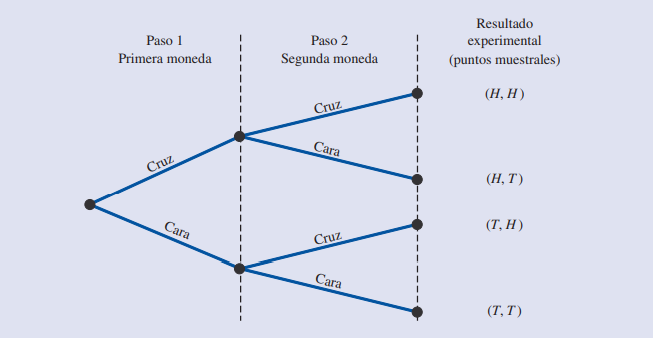 Paso 1
Primera moneda
Paso 2
Segunda moneda
Resultado
experimental
(puntos muestrales)
Cruz
(H, H)
Cara
(H, T)
Cruz
Cara
Cruz
(T, H)
Cara
(T, T)